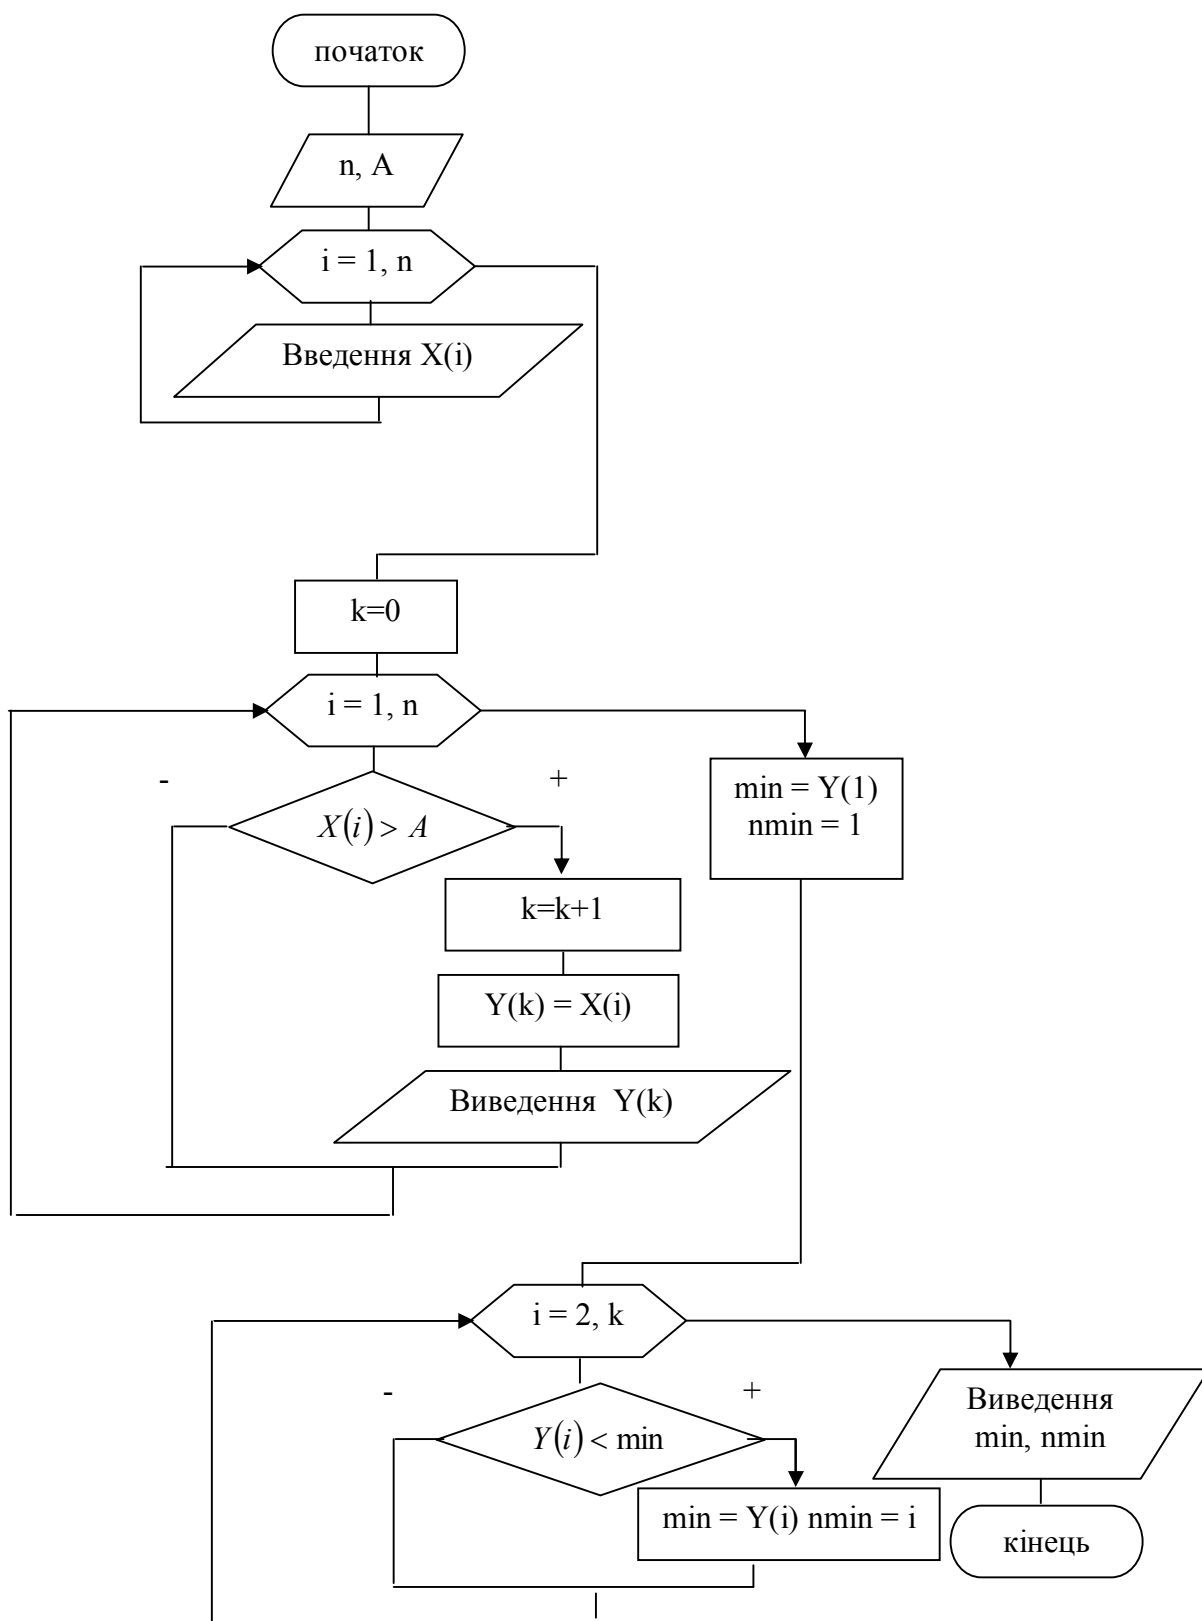 початок
n, A
i = 1, n
Введення X(i)
k=0
i = 1, n
-
+
X(i) > A
min = Y(1)
nmin = 1
k=k+1
Y(k) = X(i)
Виведення Y(k)
i = 2, k
-
+
Y(i) < min
Виведення
min, nmin
min = Y(i) nmin = i
кінець